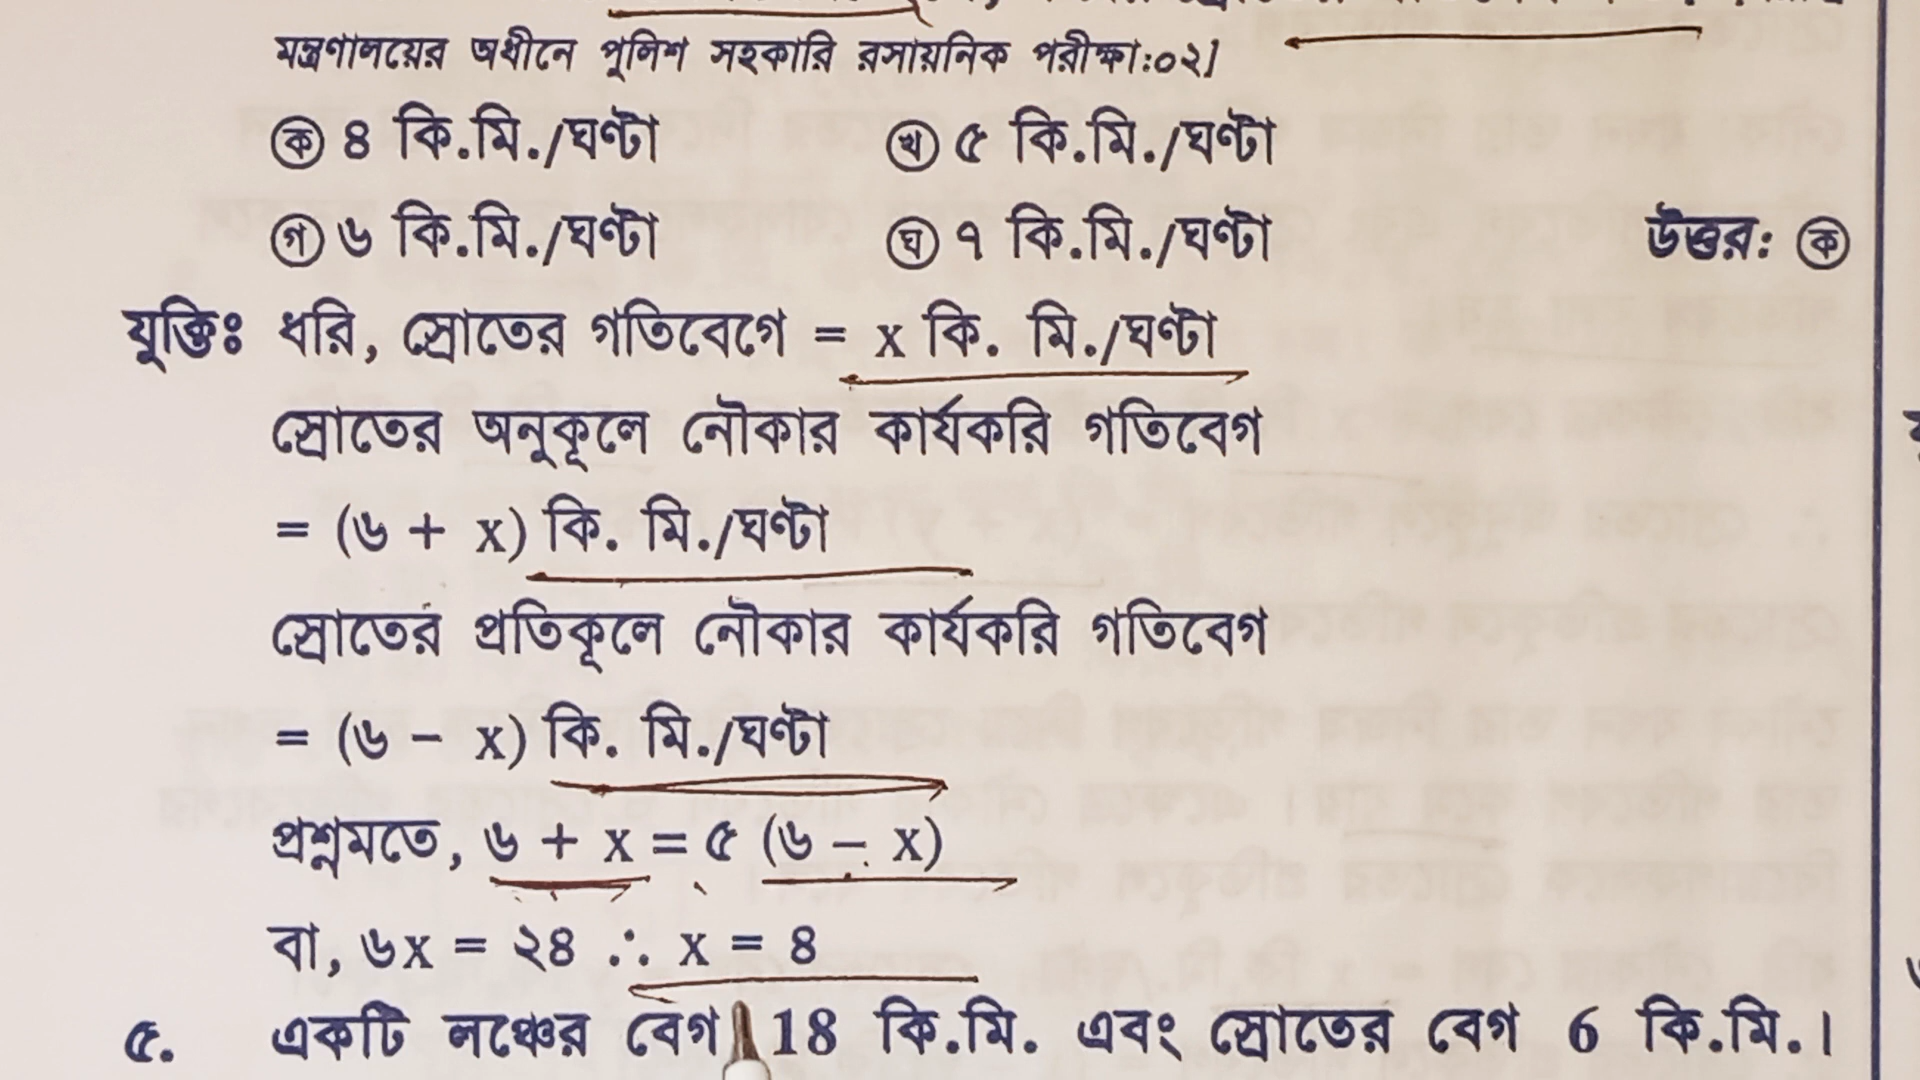 মন্ত্রণালয়ের অধীনে পুলিশ সহকারি রসায়নিক পরীক্ষা:০২]
ক ৪ কি.মি./ঘণ্টা খ ৫ কি.মি./ঘণ্টা
গ ৬ কি.মি./ঘণ্টা ঘ ৭ কি.মি./ঘণ্টা উত্তর: ক
যুক্তিঃ ধরি, স্রোতের গতিবেগে = x কি. মি./ঘণ্টা
স্রোতের অনুকূলে নৌকার কার্যকরি গতিবেগ
= (৬ + x) কি. মি./ঘণ্টা
স্রোতের প্রতিকূলে নৌকার কার্যকরি গতিবেগ
= (৬ − x) কি. মি./ঘণ্টা
প্রশ্নমতে, ৬ + x = ৫ (৬ − x)
বা, ৬x = ২৪ ∴ x = ৪
৫. একটি লঞ্চের বেগ 18 কি.মি. এবং স্রোতের বেগ 6 কি.মি.।